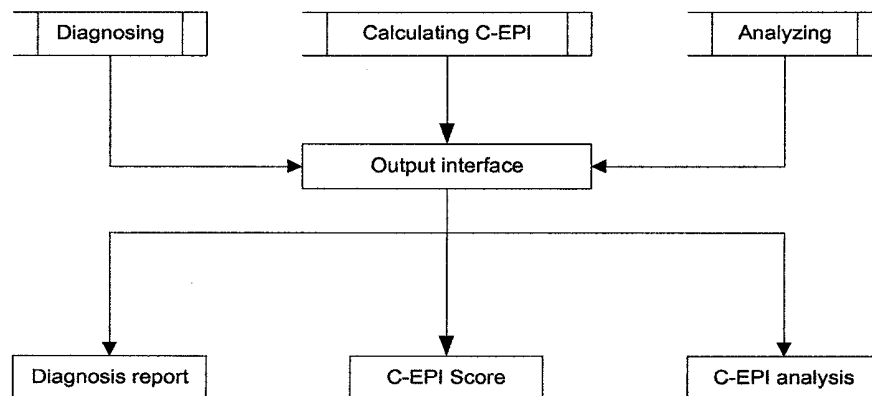 Diagnosing
Calculating C-EPI
Analyzing
Output interface
Diagnosis report
C-EPI Score
C-EPI analysis